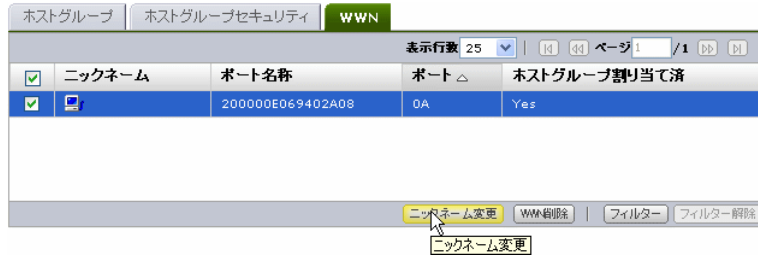 ホストグループ ホストグループセキュリティ WWN
表示行数 25 ページ 1 /1
ニックネーム ポート名称 ポート △ ホストグループ割り当て済
200000E069402A08 0A Yes
ニックネーム変更 WWN削除 フィルター フィルター解除
ニックネーム変更